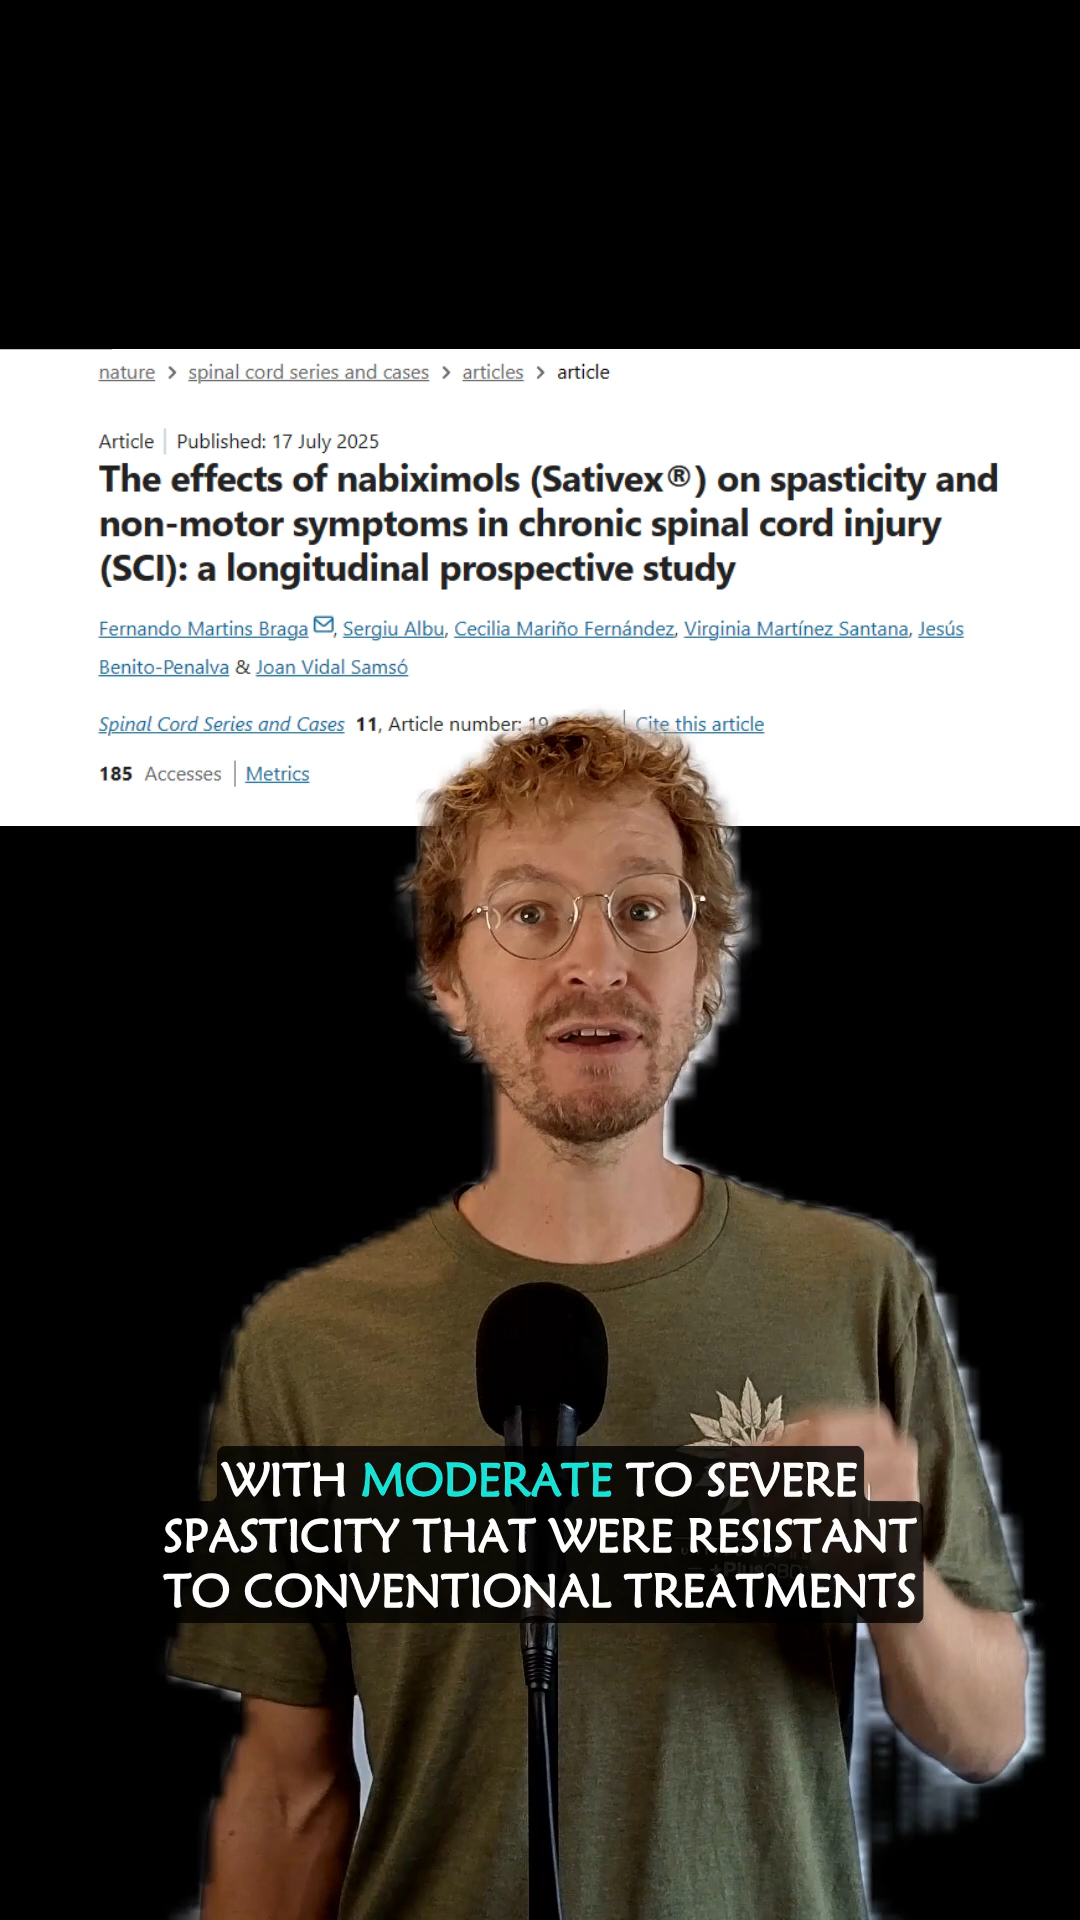 nature > spinal cord series and cases > articles > article
Article | Published: 17 July 2025
The effects of nabiximols (Sativex®) on spasticity and
non-motor symptoms in chronic spinal cord injury
(SCI): a longitudinal prospective study
Fernando Martins Braga, Sergiu Albu, Cecilia Mariño Fernández, Virginia Martínez Santana, Jesús
Benito-Penalva & Joan Vidal Samsó
Spinal Cord Series and Cases 11, Article number: 19 | Cite this article
185 Accesses | Metrics
WITH MODERATE TO SEVERE
SPASTICITY THAT WERE RESISTANT
TO CONVENTIONAL TREATMENTS